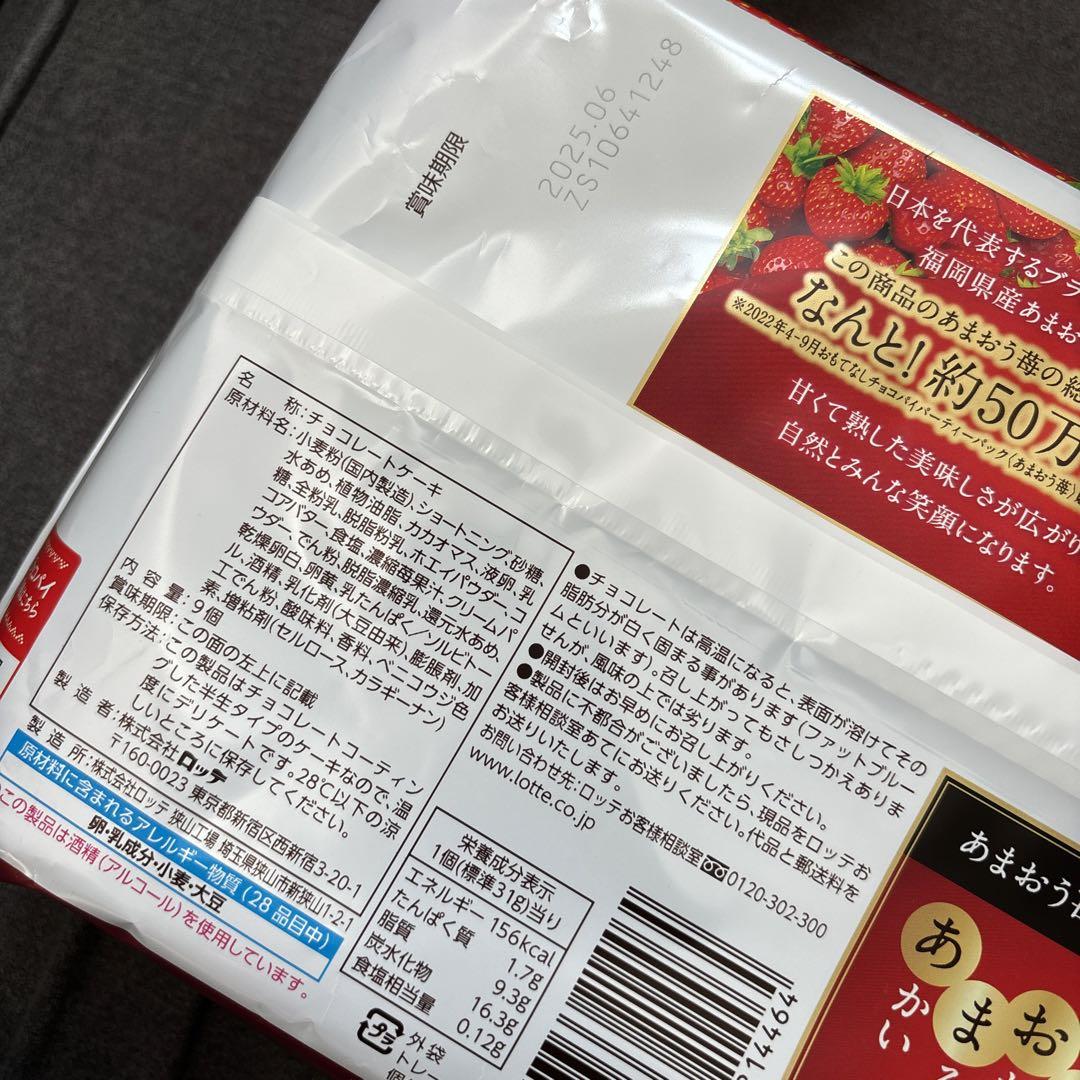 賞味期限
2025.06
ZS10641248
日本を代表するブラ
福岡県産あまお
この商品のあまおう苺の総
なんと!約50万
※2022年4-9月おもてなしチョコパイパーティーパック〈あまおう苺〉
甘くて熟した美味しさが広がり
自然とみんな笑顔になります。
名 称:チョコレートケーキ
原材料名:小麦粉(国内製造)、ショートニング、砂糖、
水あめ、植物油脂、カカオマス、液卵、乳
糖、全粉乳、脱脂粉乳、ホエイパウダー、コ
コアバター、食塩、濃縮苺果汁、クリームパ
ウダー、でん粉、脱脂濃縮乳、還元水あめ、
乾燥卵白、卵黄、乳たんぱく/ソルビトー
ル、酒精、乳化剤(大豆由来)、膨脹剤、加
工でん粉、酸味料、香料、ベニコウジ色
素、増粘剤(セルロース、カラギーナン)
内容量:9個
賞味期限:この面の左上に記載
保存方法:この製品はチョコレートコーティン
グした半生タイプのケーキなので、温
度にデリケートです。28℃以下の涼
しいところに保存してください。
製造者:株式会社ロッテ
〒160-0023 東京都新宿区西新宿3-20-1
製造所:株式会社ロッテ 狭山工場 埼玉県狭山市新狭山1-2-1
原材料に含まれるアレルギー物質(28品目中)
卵・乳成分・小麦・大豆
この製品は酒精(アルコール)を使用しています。
●チョコレートは高温になると、表面が溶けてその
脂肪分が白く固まる事があります(ファットブルー
ムといいます)。召し上がってもさしつかえありま
せんが、風味の上では劣ります。
●開封後はお早めにお召し上がりください。
●製品に不都合がございましたら、現品をロッテお
客様相談室あてにお送りください。代品と郵送料を
お送りいたします。
お問い合わせ先:ロッテお客様相談室0120-302-300
www.lotte.co.jp
栄養成分表示
1個(標準31g)当り
エネルギー 156kcal
たんぱく質 1.7g
脂質 9.3g
炭水化物 16.3g
食塩相当量 0.12g
プラ
外袋
トレー
個
あまおう
あまお
かい